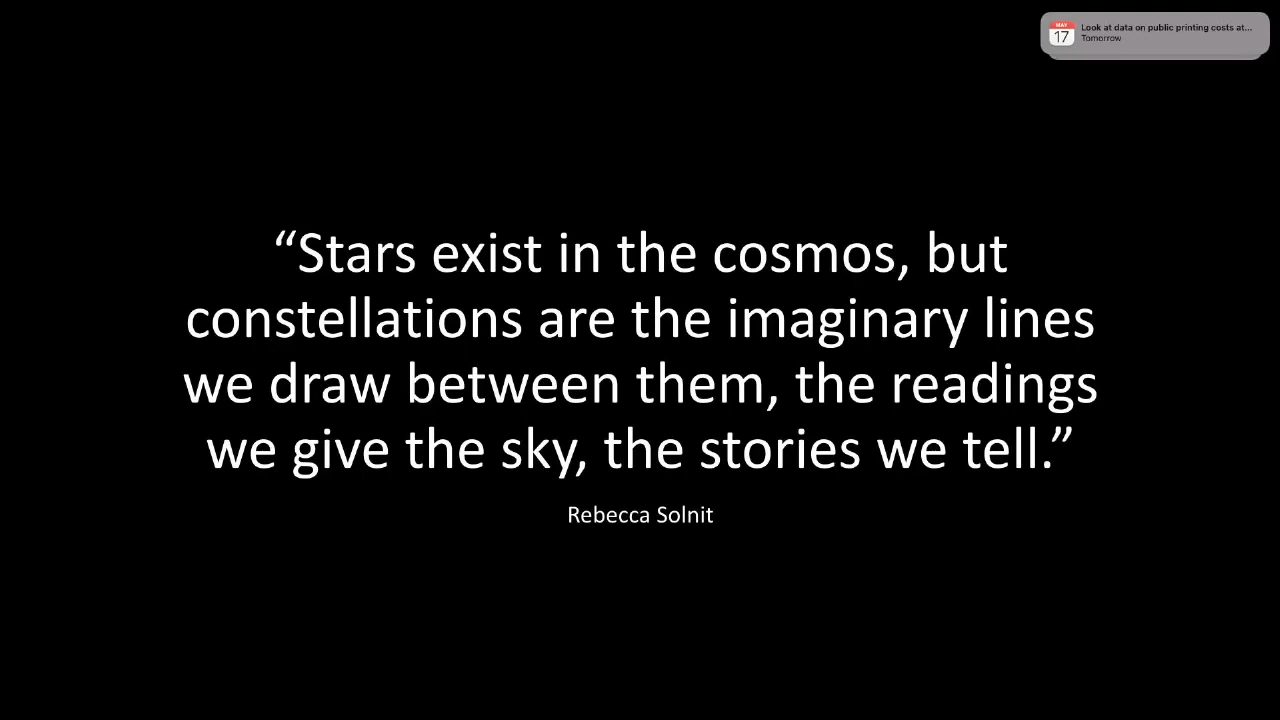 MAY
17
Look at data on public printing costs at...
Tomorrow
“Stars exist in the cosmos, but
constellations are the imaginary lines
we draw between them, the readings
we give the sky, the stories we tell.”
Rebecca Solnit